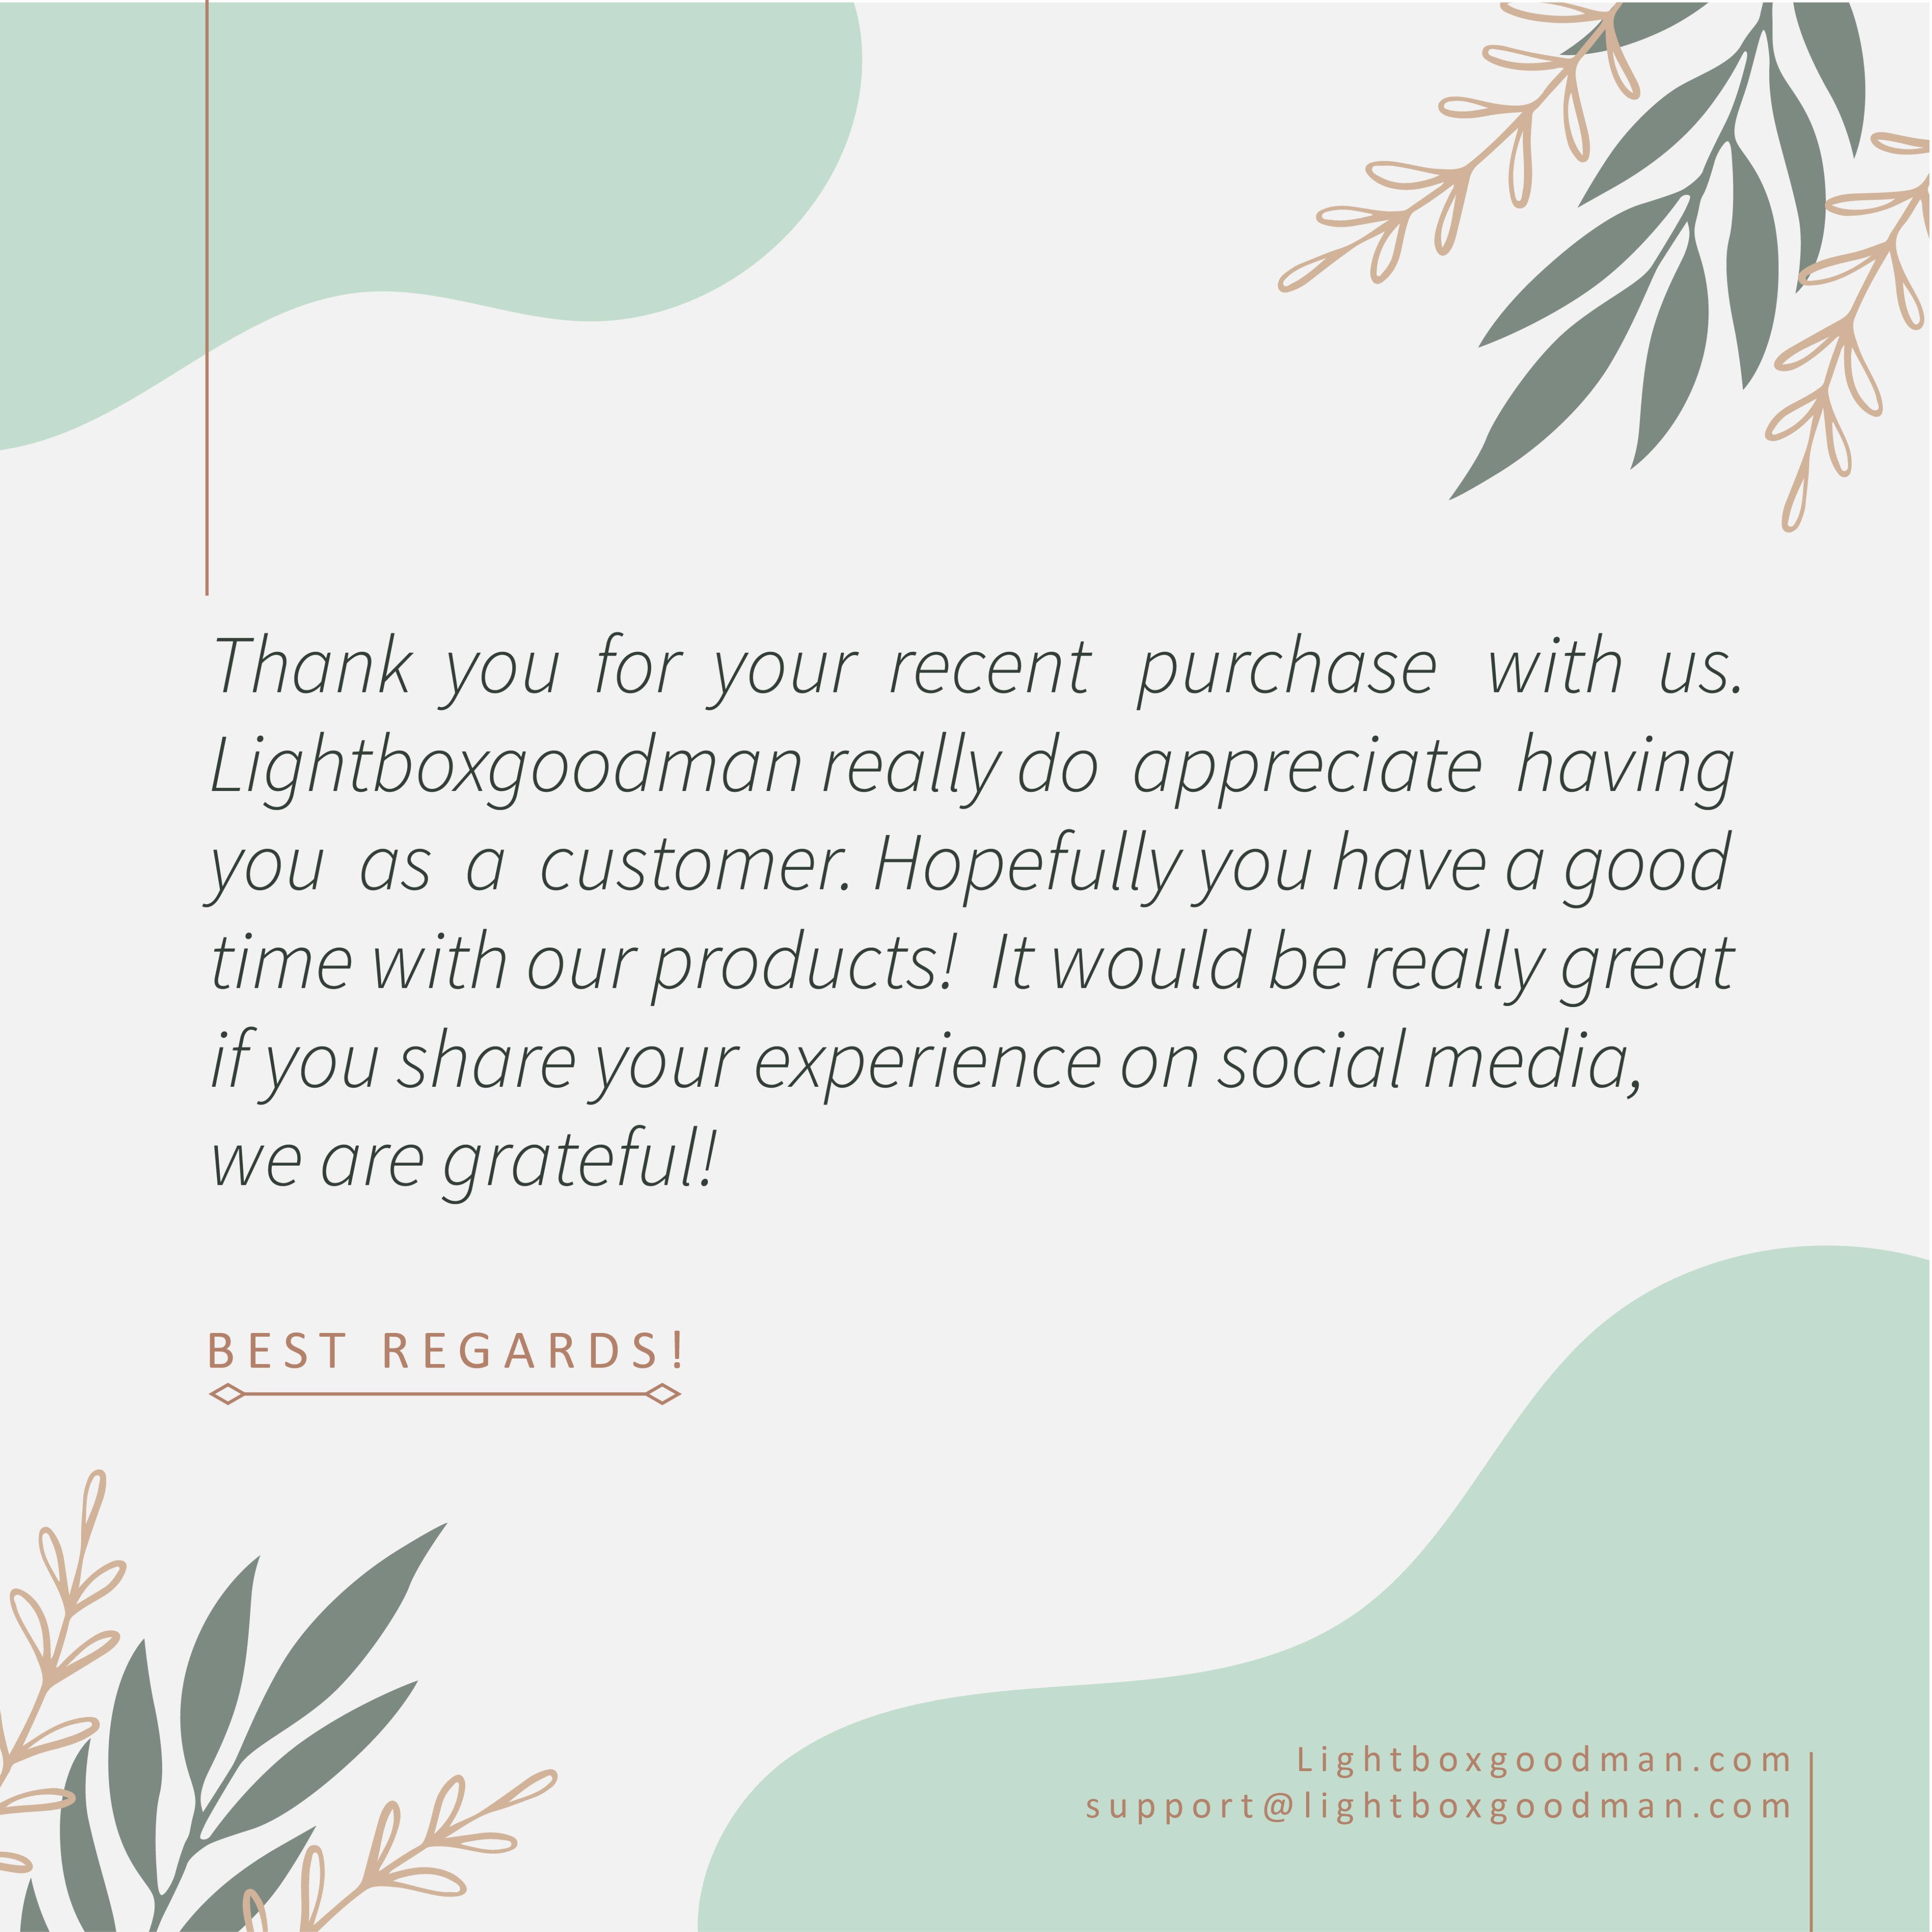 Thank you for your recent purchase with us.
Lightboxgoodman really do appreciate having
you as a customer. Hopefully you have a good
time with our products! It would be really great
if you share your experience on social media,
we are grateful!
BEST REGARDS!
Lightboxgoodman.com
support@lightboxgoodman.com